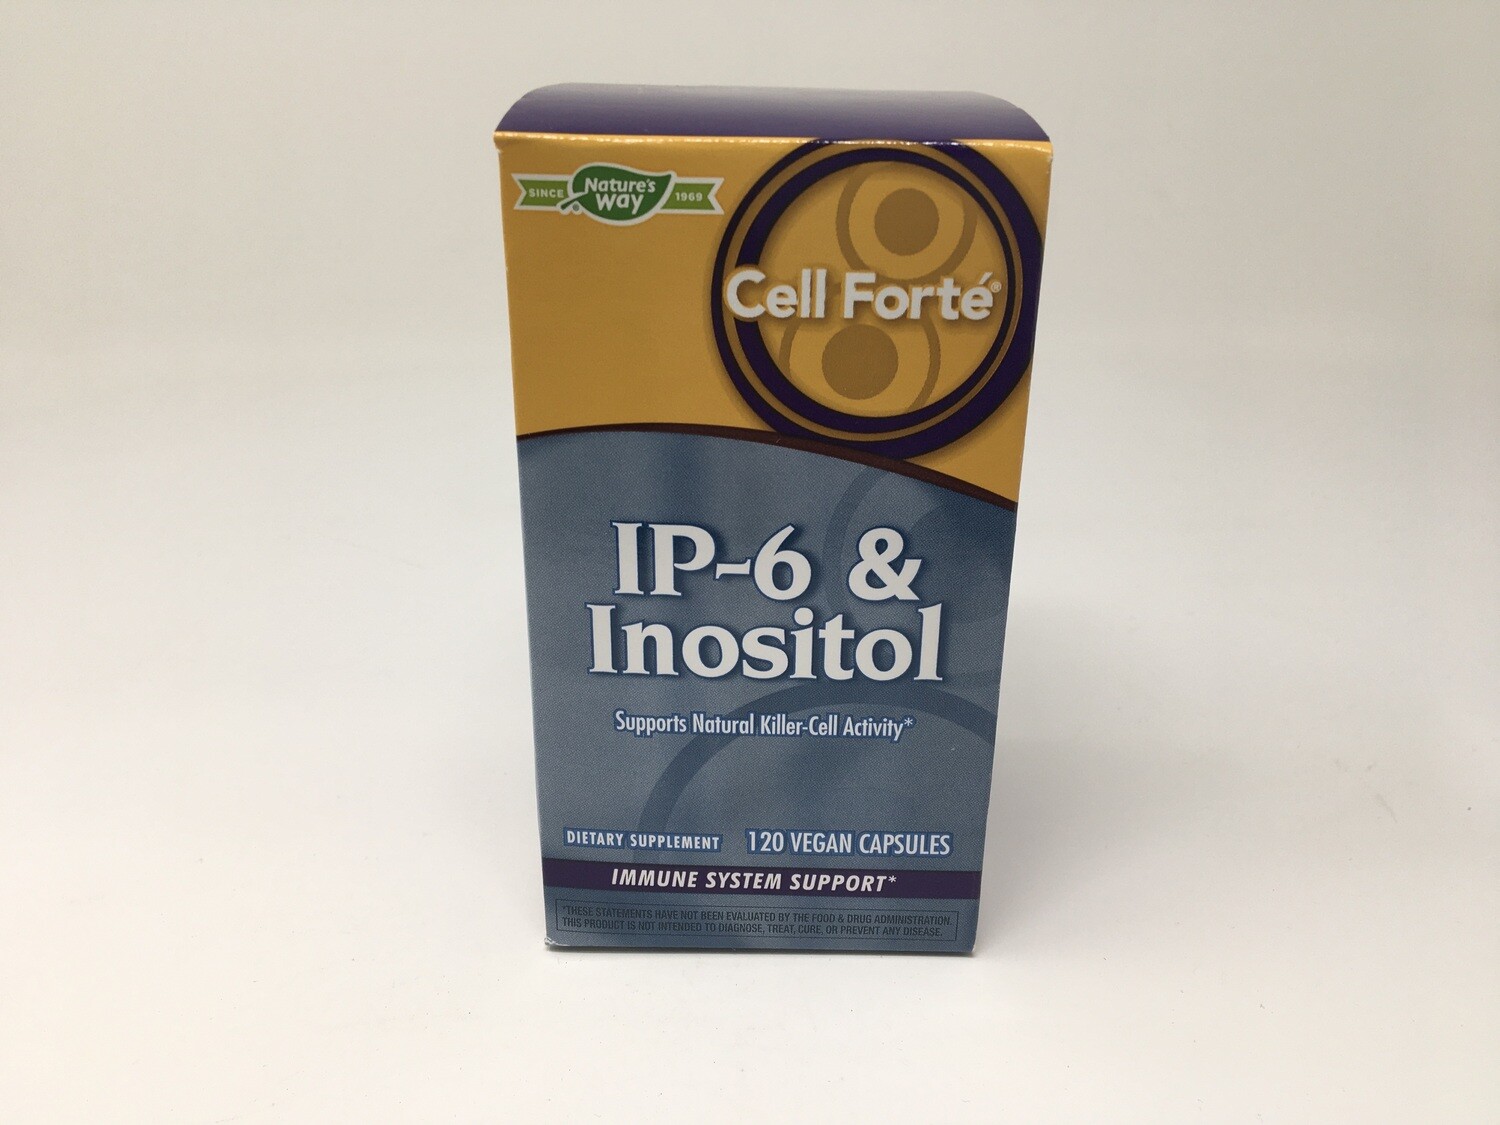 SINCE Nature's Way 1969
Cell Forté®
IP-6 &
Inositol
Supports Natural Killer-Cell Activity*
DIETARY SUPPLEMENT 120 VEGAN CAPSULES
IMMUNE SYSTEM SUPPORT*
*THESE STATEMENTS HAVE NOT BEEN EVALUATED BY THE FOOD & DRUG ADMINISTRATION.
THIS PRODUCT IS NOT INTENDED TO DIAGNOSE, TREAT, CURE, OR PREVENT ANY DISEASE.